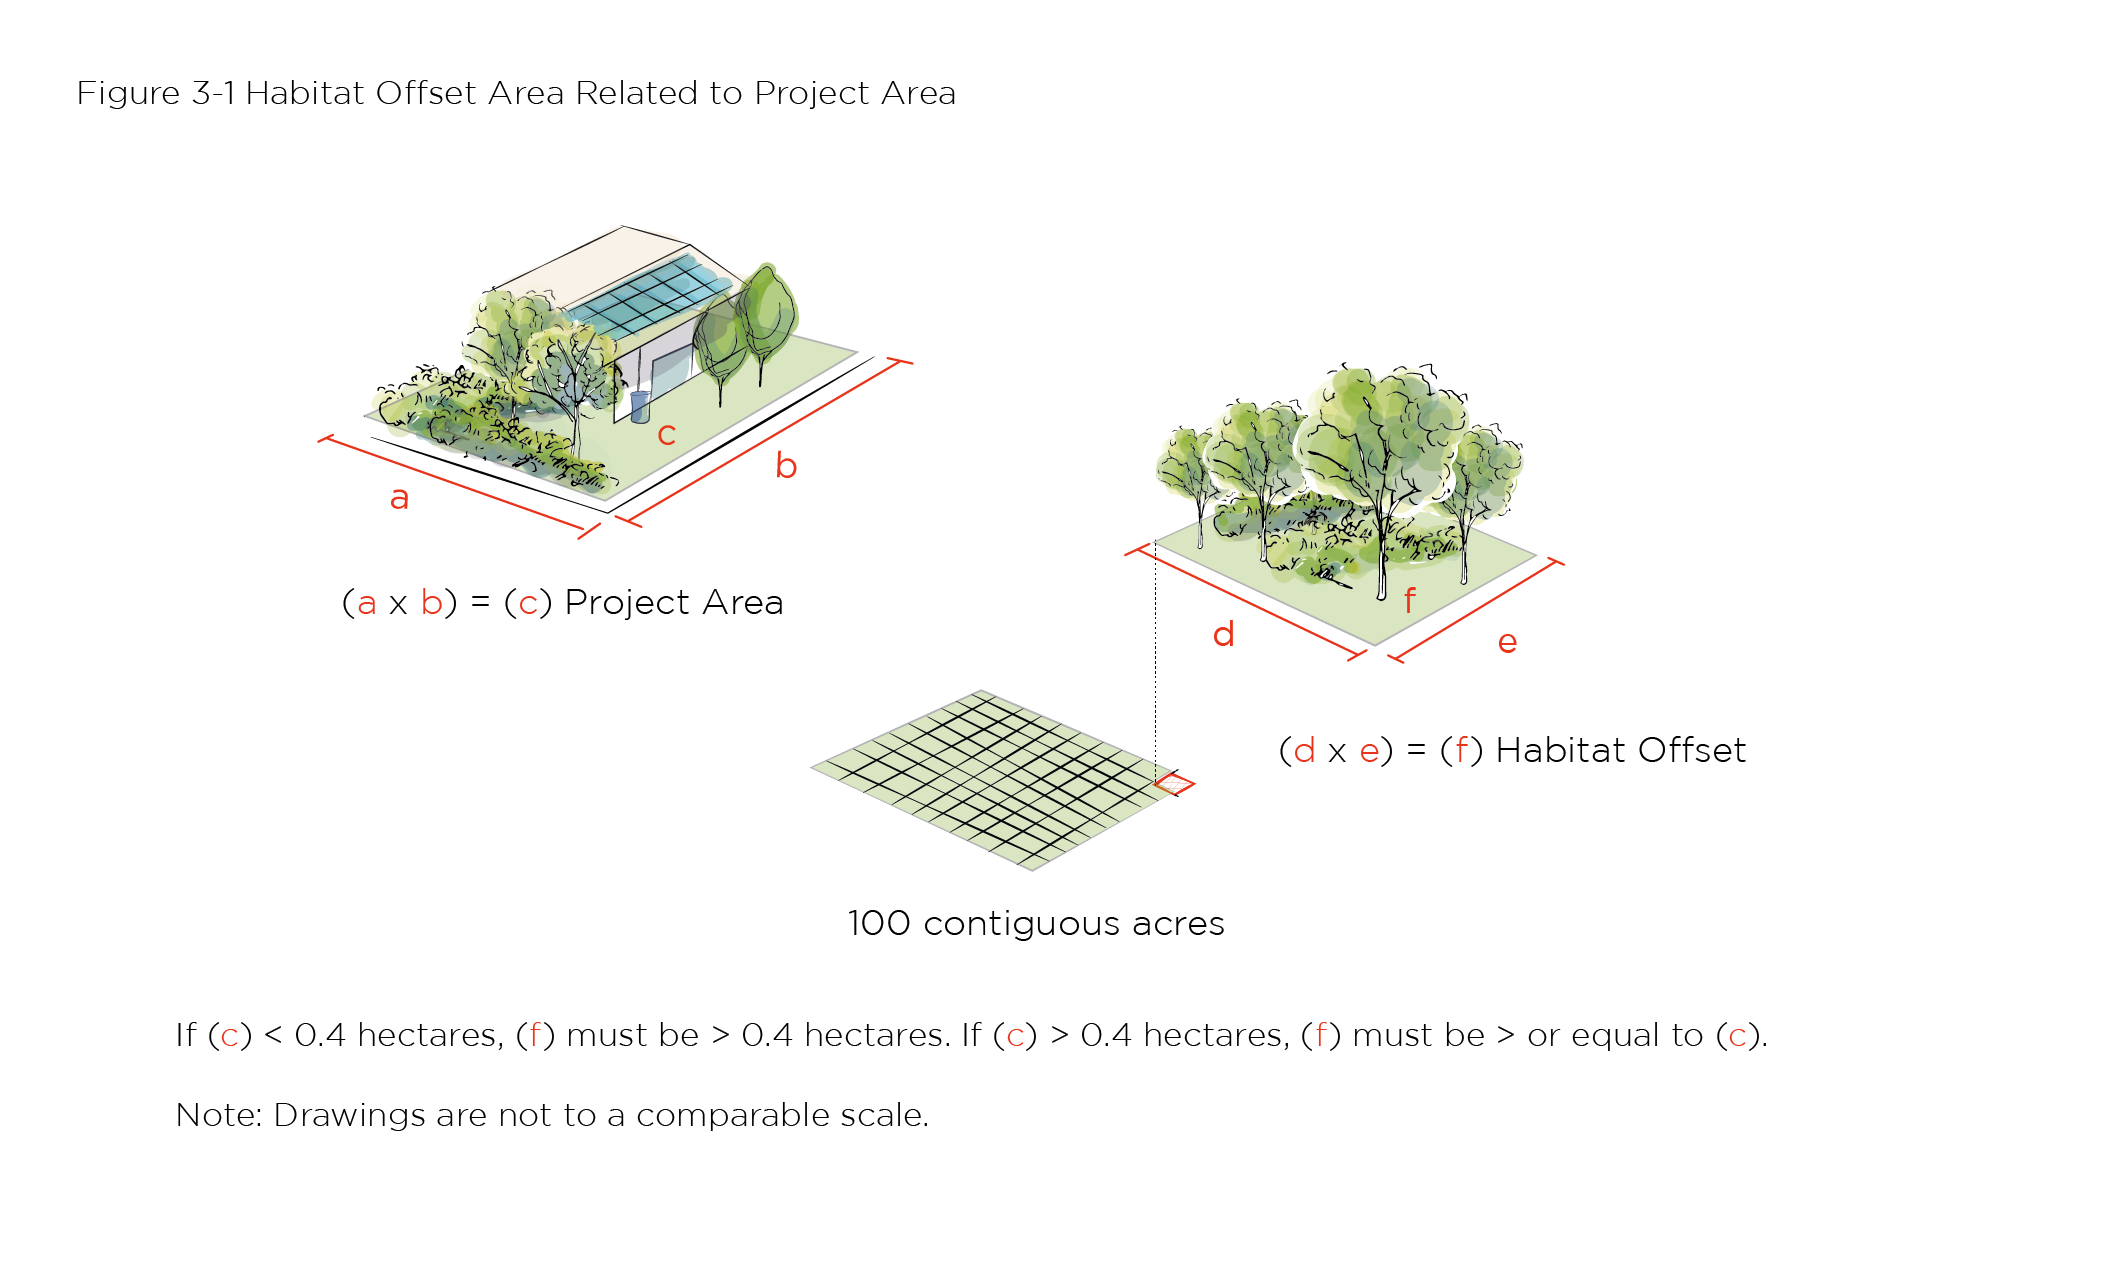 Figure 3-1 Habitat Offset Area Related to Project Area
c
b
a
(a x b) = (c) Project Area
f
d
e
(d x e) = (f) Habitat Offset
100 contiguous acres
If (c) < 0.4 hectares, (f) must be > 0.4 hectares. If (c) > 0.4 hectares, (f) must be > or equal to (c).
Note: Drawings are not to a comparable scale.